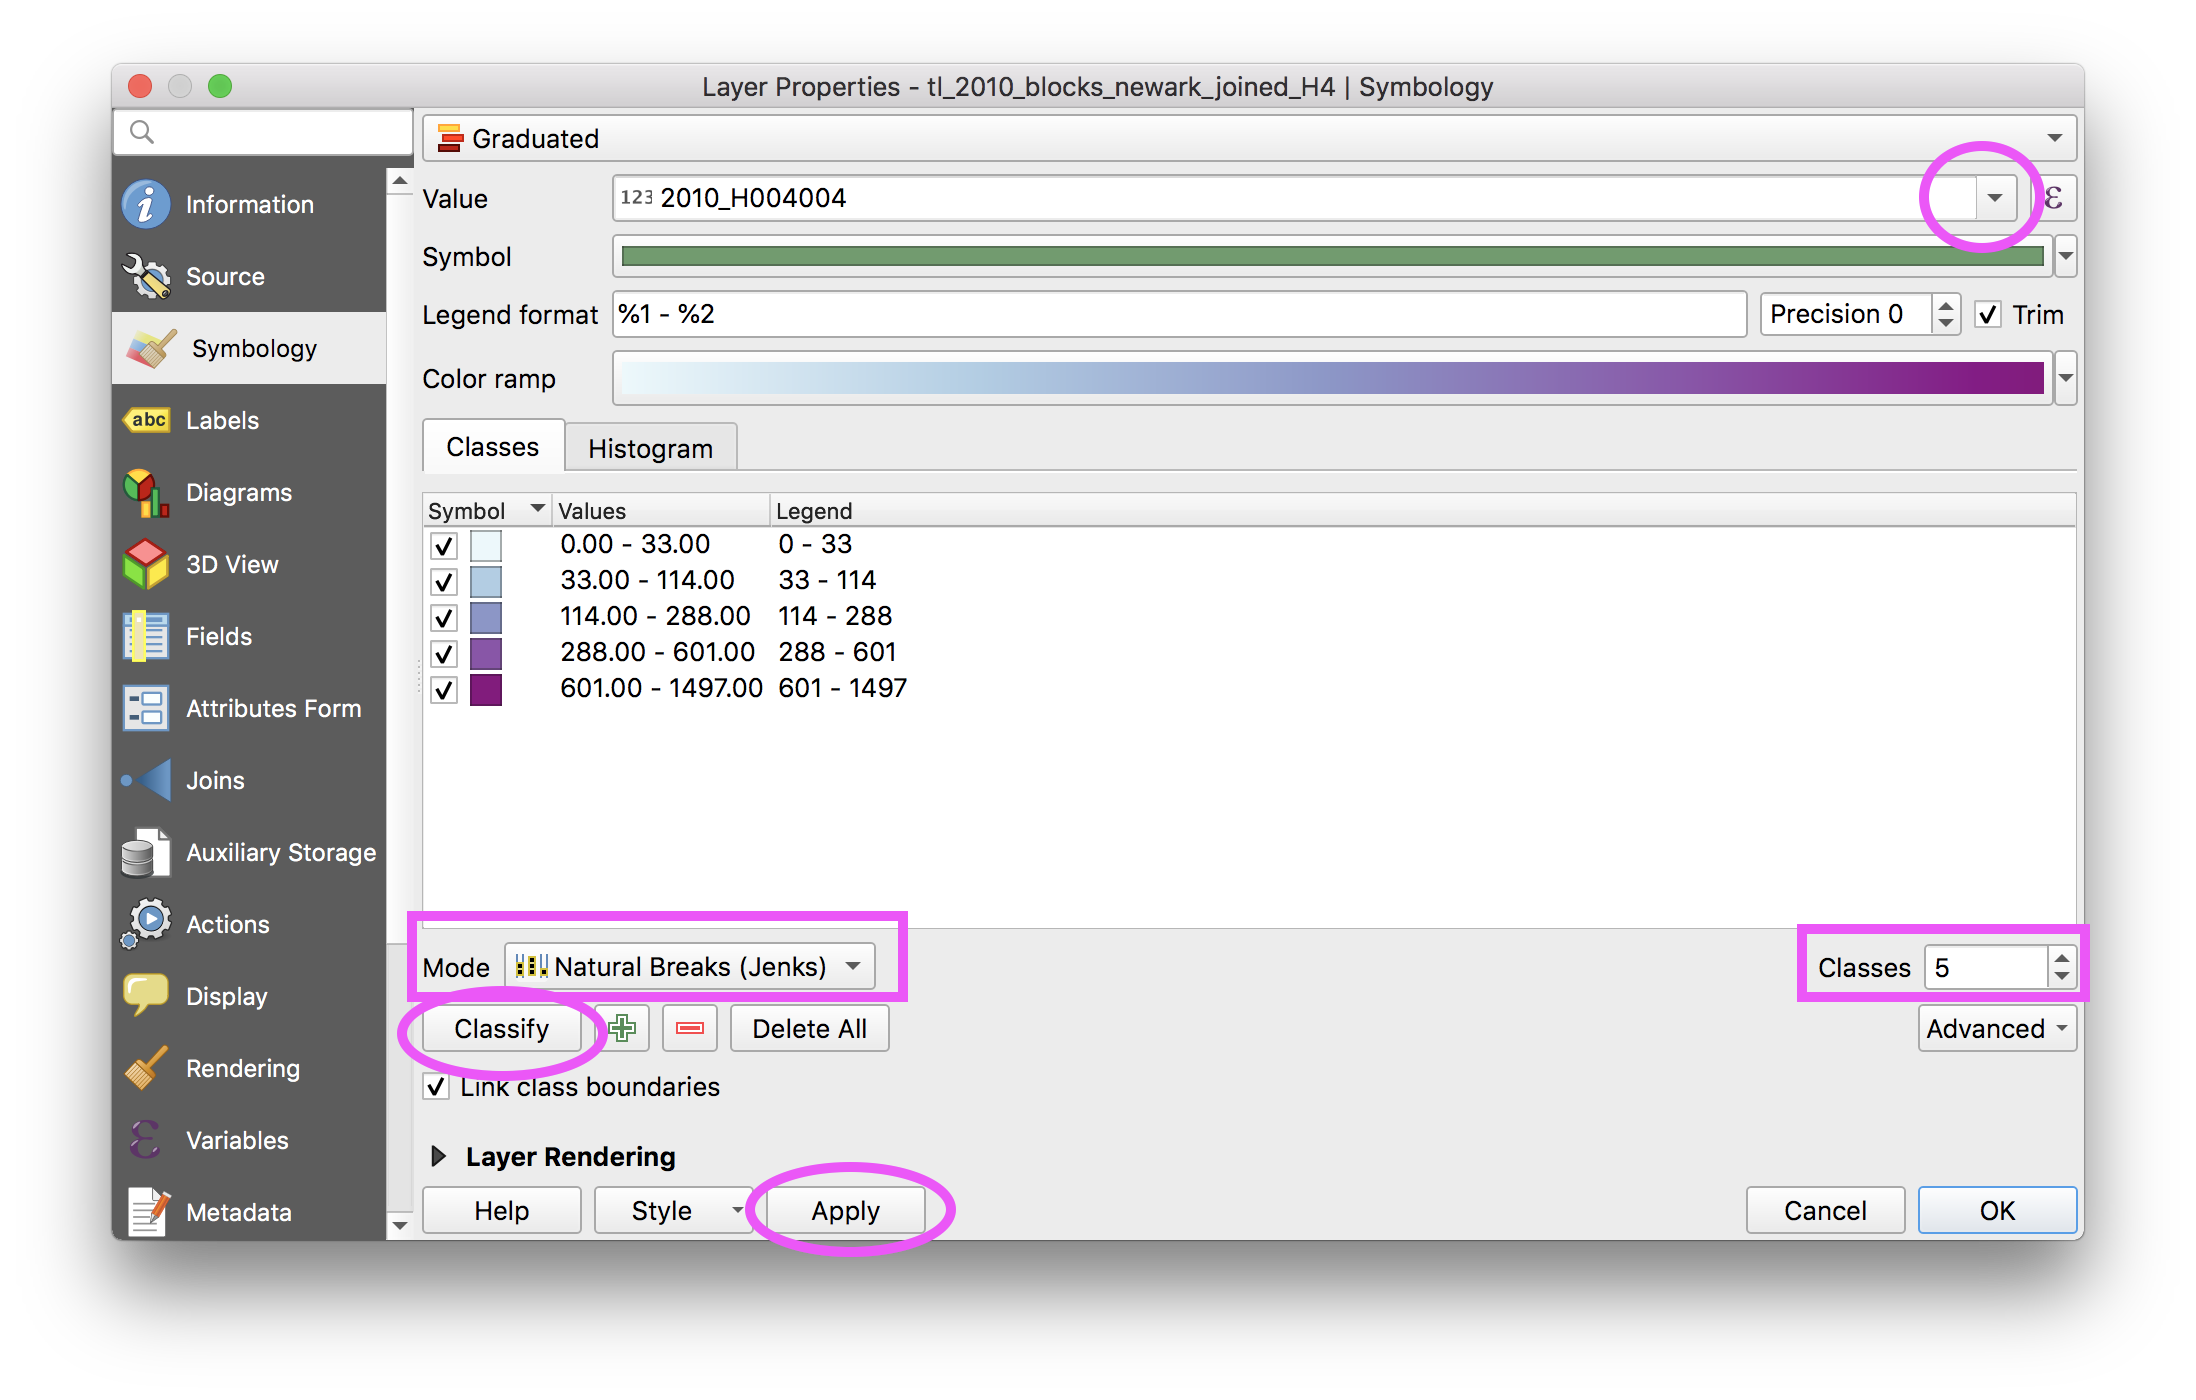 Layer Properties - tl_2010_blocks_newark_joined_H4 | Symbology
Information
Source
Symbology
abc Labels
Diagrams
3D View
Fields
Attributes Form
Joins
Auxiliary Storage
Actions
Display
Rendering
ε Variables
Metadata
Graduated
Value 123 2010_H004004 ε
Symbol
Legend format %1 - %2 Precision 0 Trim
Color ramp
Classes Histogram
Symbol Values Legend
0.00 - 33.00 0 - 33
33.00 - 114.00 33 - 114
114.00 - 288.00 114 - 288
288.00 - 601.00 288 - 601
601.00 - 1497.00 601 - 1497
Mode Natural Breaks (Jenks) Classes 5
Classify Delete All Advanced
Link class boundaries
Layer Rendering
Help Style Apply Cancel OK